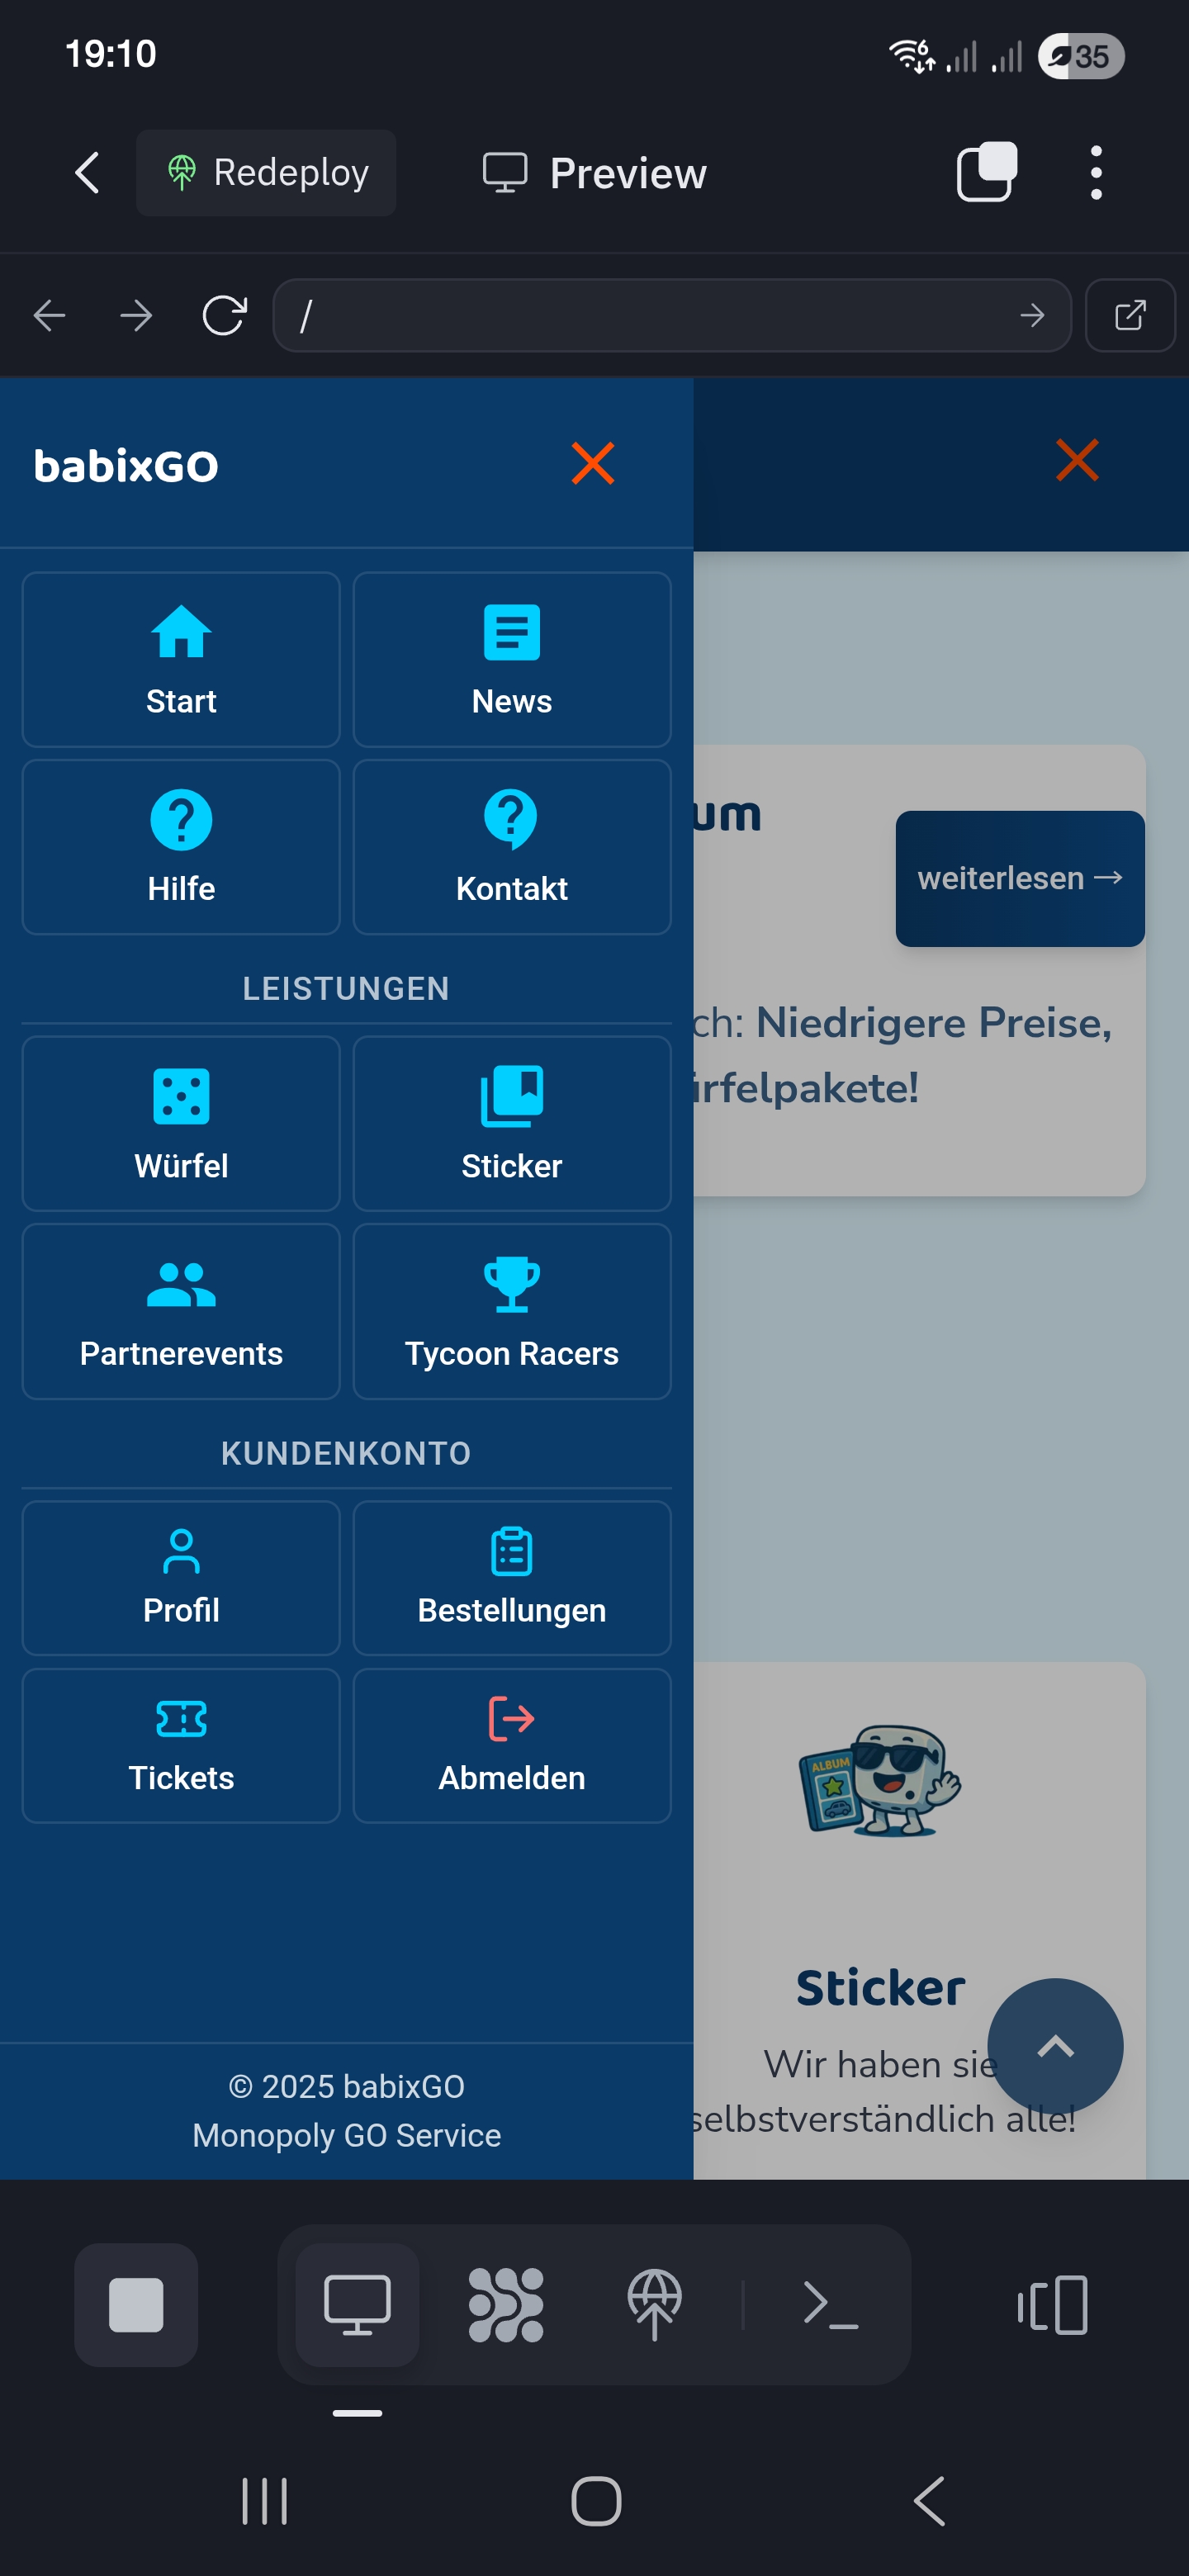 19:10
6
35
Redeploy
Preview
/
babixGO
Start
News
Hilfe
Kontakt
um
weiterlesen →
ch: Niedrigere Preise,
irfelpakete!
LEISTUNGEN
Würfel
Sticker
Partnerevents
Tycoon Racers
KUNDENKONTO
Profil
Bestellungen
Tickets
Abmelden
ALBUM
Sticker
Wir haben sie
selbstverständlich alle!
© 2025 babixGO
Monopoly GO Service